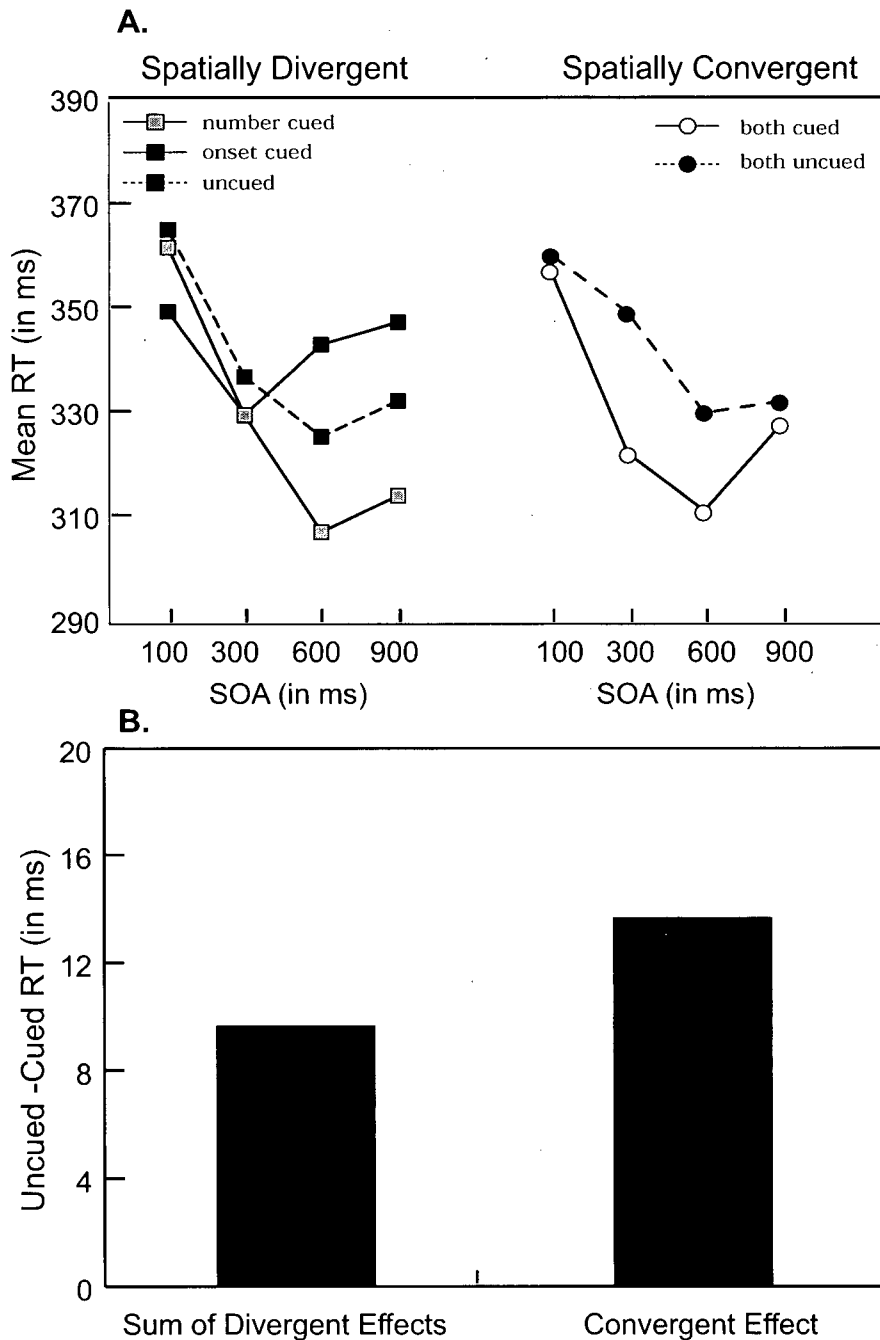 A.
Spatially Divergent Spatially Convergent
390
370
350
330
310
290
Mean RT (in ms)
number cued
onset cued
uncued
both cued
both uncued
100 300 600 900 100 300 600 900
SOA (in ms) SOA (in ms)
B.
20
16
12
8
4
0
Uncued -Cued RT (in ms)
Sum of Divergent Effects Convergent Effect